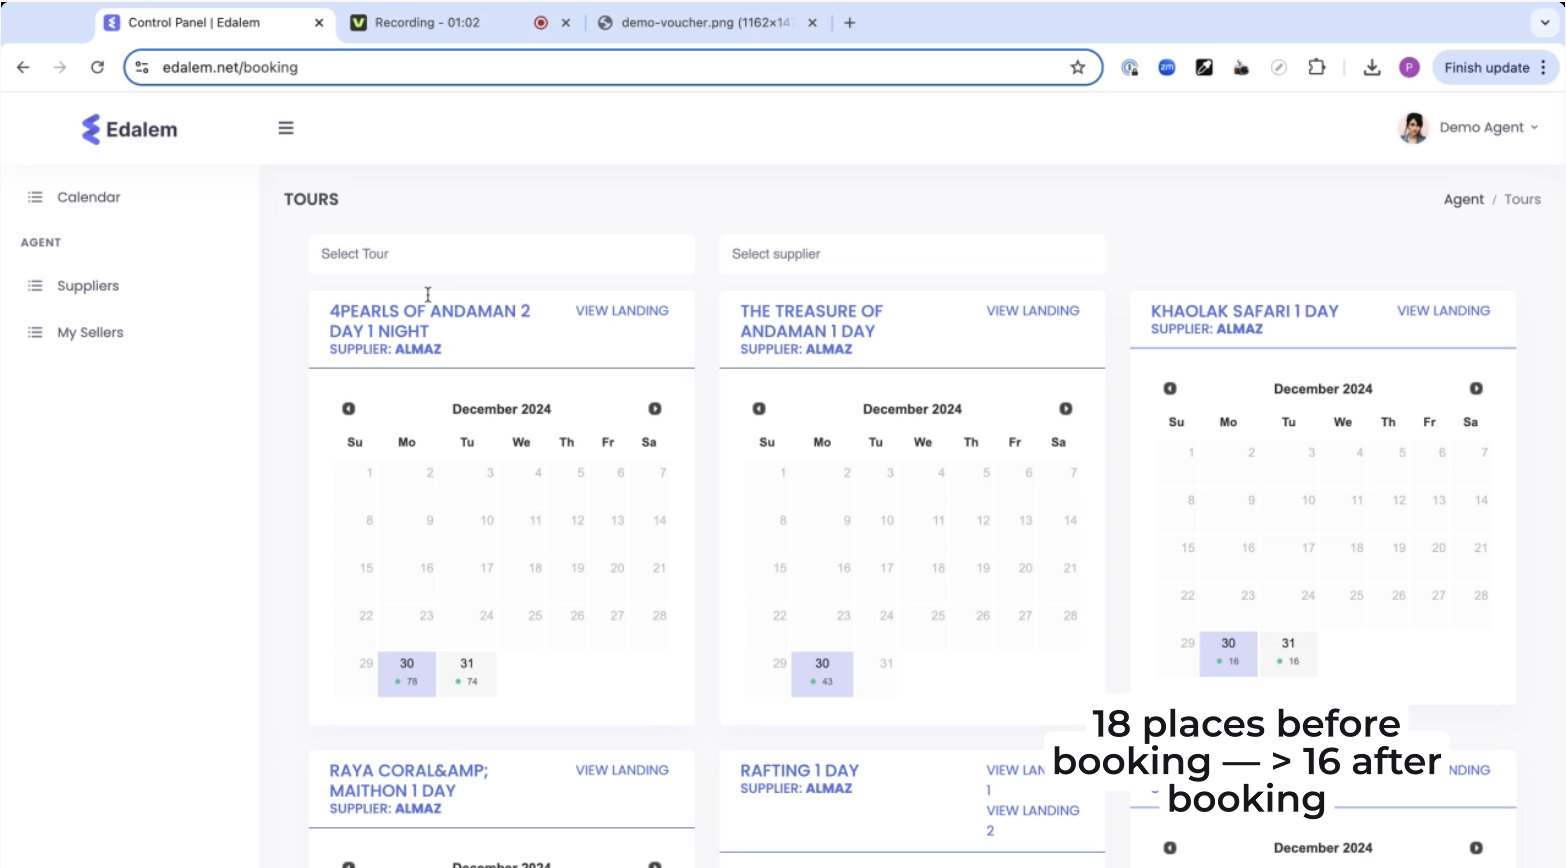 Control Panel | Edalem
Recording - 01:02
demo-voucher.png (1162×14
edalem.net/booking
zm
P
Finish update
Edalem
Demo Agent
Calendar
AGENT
Suppliers
My Sellers
TOURS
Agent / Tours
Select Tour
Select supplier
4PEARLS OF ANDAMAN 2
DAY 1 NIGHT
SUPPLIER: ALMAZ
VIEW LANDING
December 2024
Su Mo Tu We Th Fr Sa
1 2 3 4 5 6 7
8 9 10 11 12 13 14
15 16 17 18 19 20 21
22 23 24 25 26 27 28
29 30 31
78 74
THE TREASURE OF
ANDAMAN 1 DAY
SUPPLIER: ALMAZ
VIEW LANDING
December 2024
Su Mo Tu We Th Fr Sa
1 2 3 4 5 6 7
8 9 10 11 12 13 14
15 16 17 18 19 20 21
22 23 24 25 26 27 28
29 30 31
43
KHAOLAK SAFARI 1 DAY
SUPPLIER: ALMAZ
VIEW LANDING
December 2024
Su Mo Tu We Th Fr Sa
1 2 3 4 5 6 7
8 9 10 11 12 13 14
15 16 17 18 19 20 21
22 23 24 25 26 27 28
29 30 31
16 16
18 places before
booking — > 16 after
booking
RAYA CORAL&AMP;
MAITHON 1 DAY
SUPPLIER: ALMAZ
VIEW LANDING
December 2024
RAFTING 1 DAY
SUPPLIER: ALMAZ
VIEW LAN
1
VIEW LANDING
2
NDING
December 2024